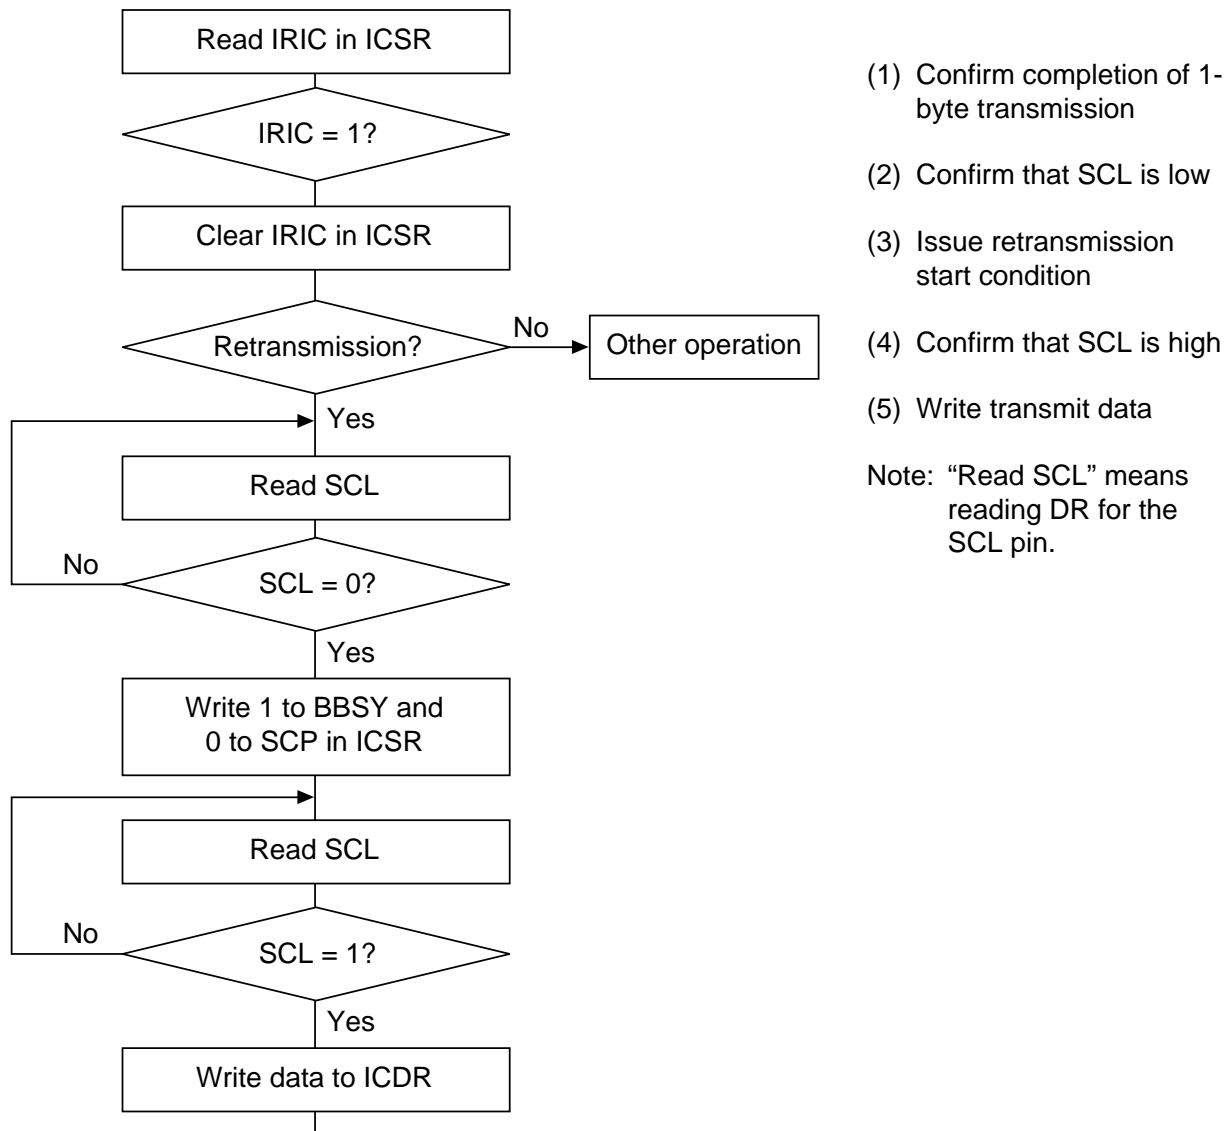 Read IRIC in ICSR
IRIC = 1?
Clear IRIC in ICSR
Retransmission?
No
Other operation
Yes
Read SCL
No
SCL = 0?
Yes
Write 1 to BBSY and
0 to SCP in ICSR
Read SCL
No
SCL = 1?
Yes
Write data to ICDR
(1) Confirm completion of 1-
byte transmission
(2) Confirm that SCL is low
(3) Issue retransmission
start condition
(4) Confirm that SCL is high
(5) Write transmit data
Note: “Read SCL” means
reading DR for the
SCL pin.